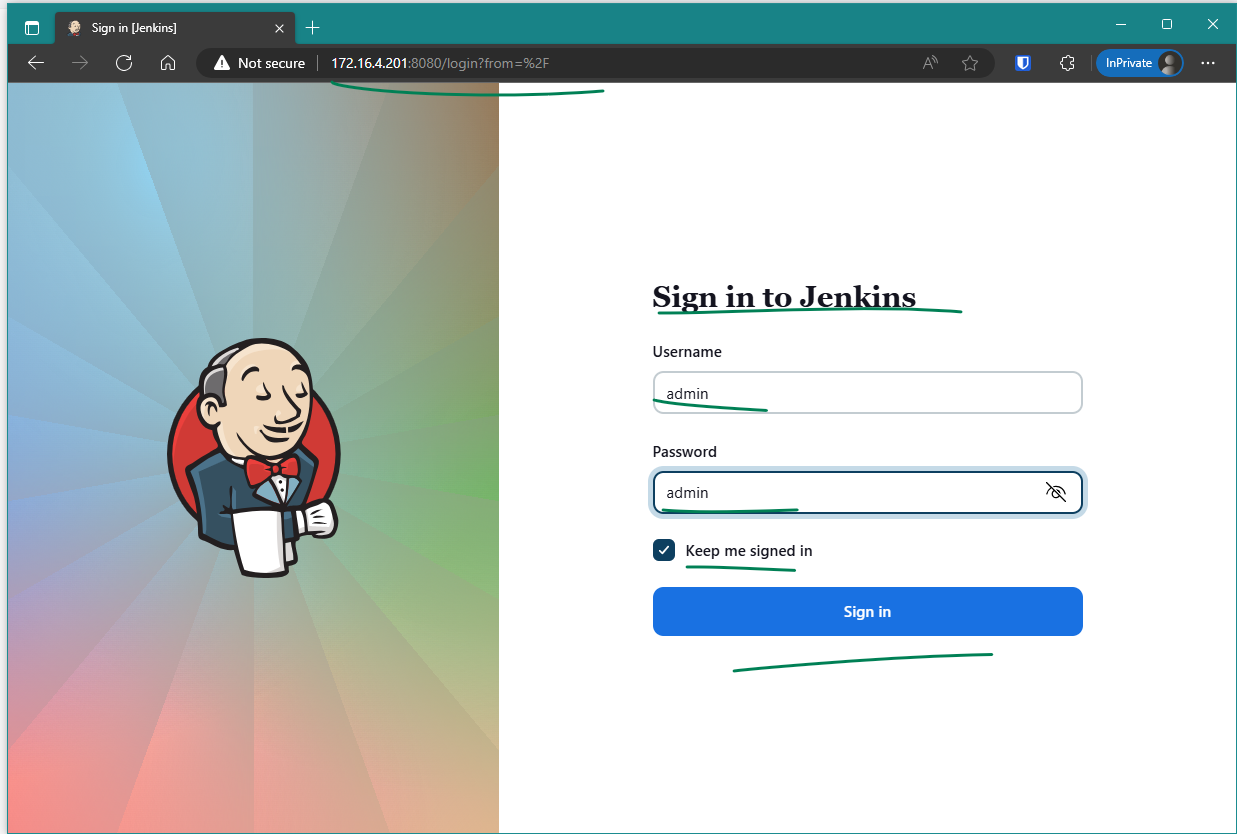 Sign in [Jenkins]
Not secure 172.16.4.201:8080/login?from=%2F
InPrivate
Sign in to Jenkins
Username
admin
Password
admin
Keep me signed in
Sign in